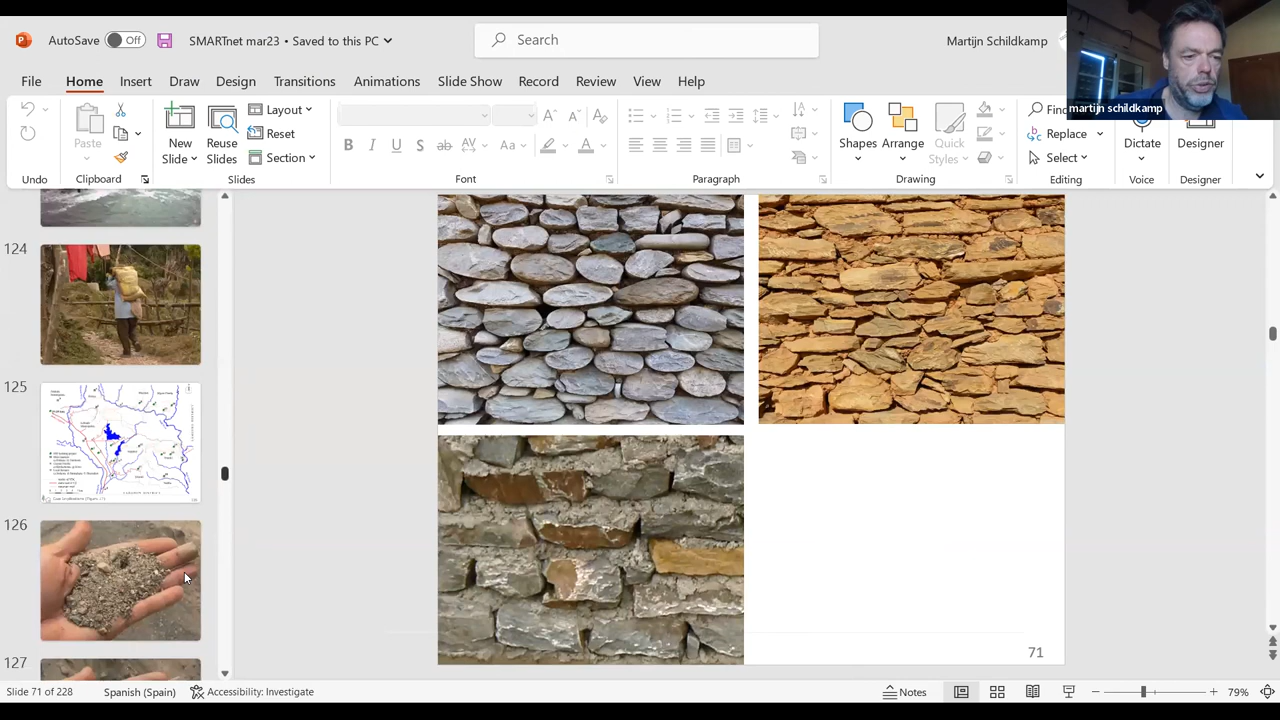 AutoSave Off SMARTnet mar23 • Saved to this PC Search Martijn Schildkamp
martijn schildkamp
File Home Insert Draw Design Transitions Animations Slide Show Record Review View Help
Paste
New Slide
Reuse Slides
Layout
Reset
Section
Shapes
Arrange
Quick Styles
Find
Replace
Select
Dictate
Designer
Undo Clipboard Slides Font Paragraph Drawing Editing Voice Designer
124
125
126
127
71
Slide 71 of 228 Spanish (Spain) Accessibility: Investigate Notes 79%